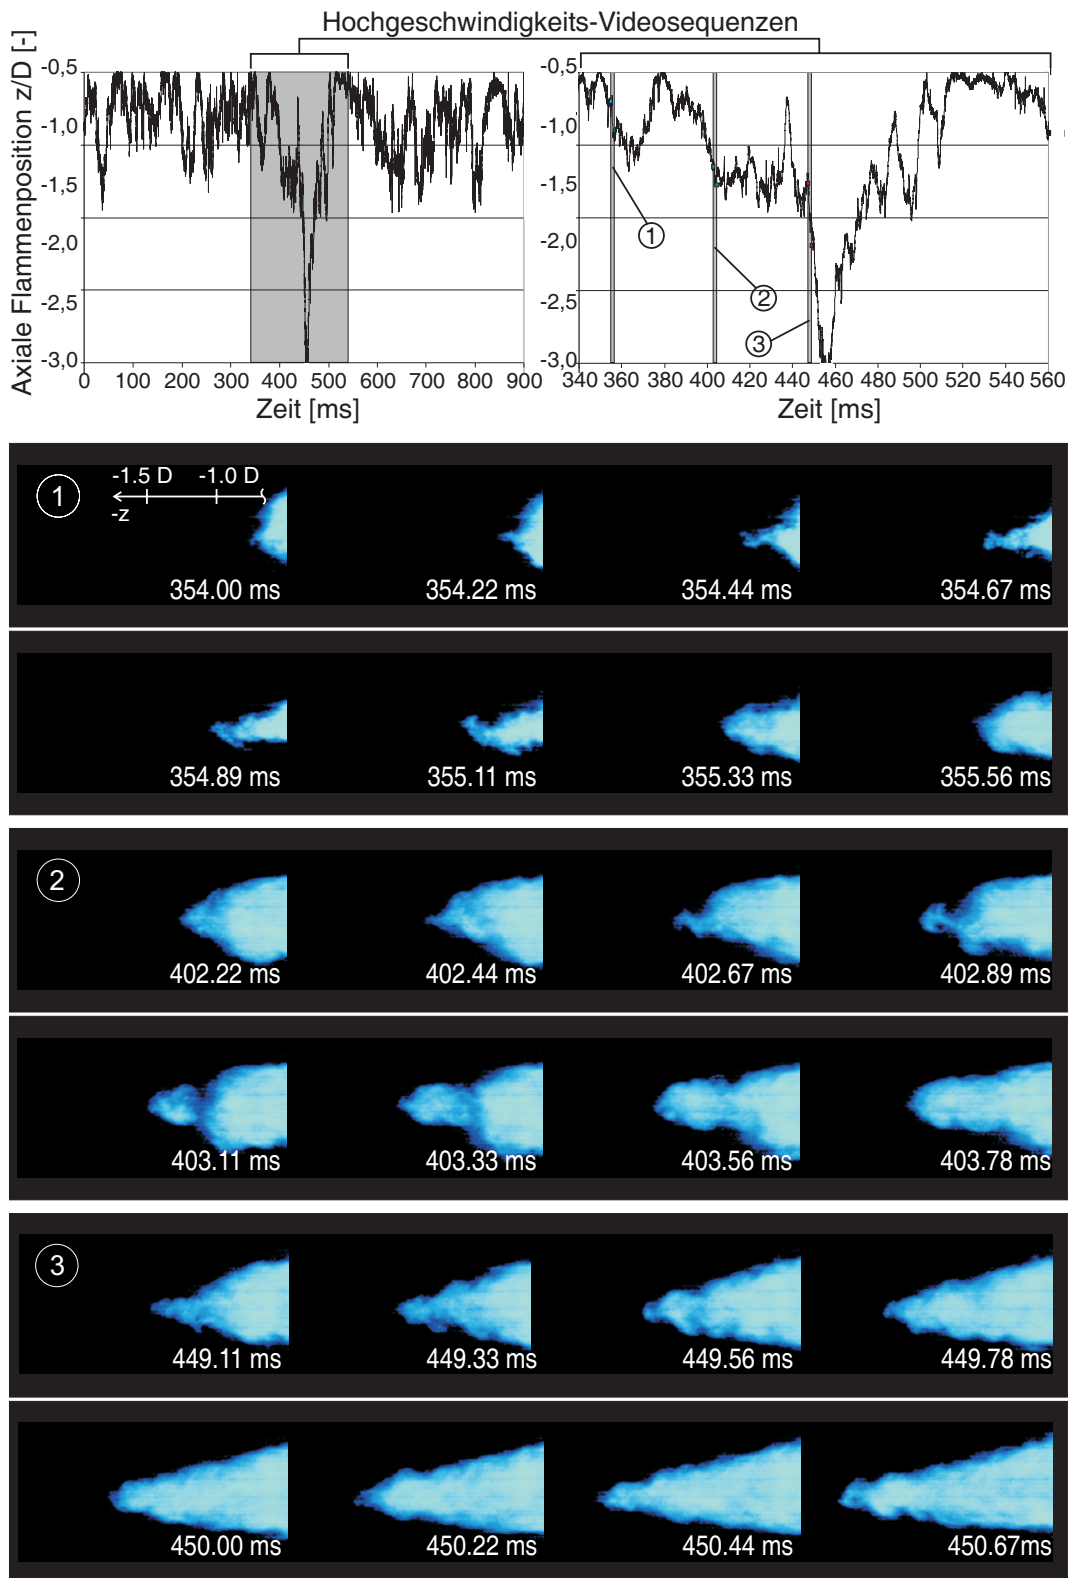 Hochgeschwindigkeits-Videosequenzen
Axiale Flammenposition z/D [-]
-0,5
-1,0
-1,5
-2,0
-2,5
-3,0
0 100 200 300 400 500 600 700 800 900
Zeit [ms]
-0,5
-1,0
-1,5
-2,0
-2,5
-3,0
340 360 380 400 420 440 460 480 500 520 540 560
Zeit [ms]
1
2
3
1
-1.5 D -1.0 D
-z
354.00 ms 354.22 ms 354.44 ms 354.67 ms
354.89 ms 355.11 ms 355.33 ms 355.56 ms
2
402.22 ms 402.44 ms 402.67 ms 402.89 ms
403.11 ms 403.33 ms 403.56 ms 403.78 ms
3
449.11 ms 449.33 ms 449.56 ms 449.78 ms
450.00 ms 450.22 ms 450.44 ms 450.67ms